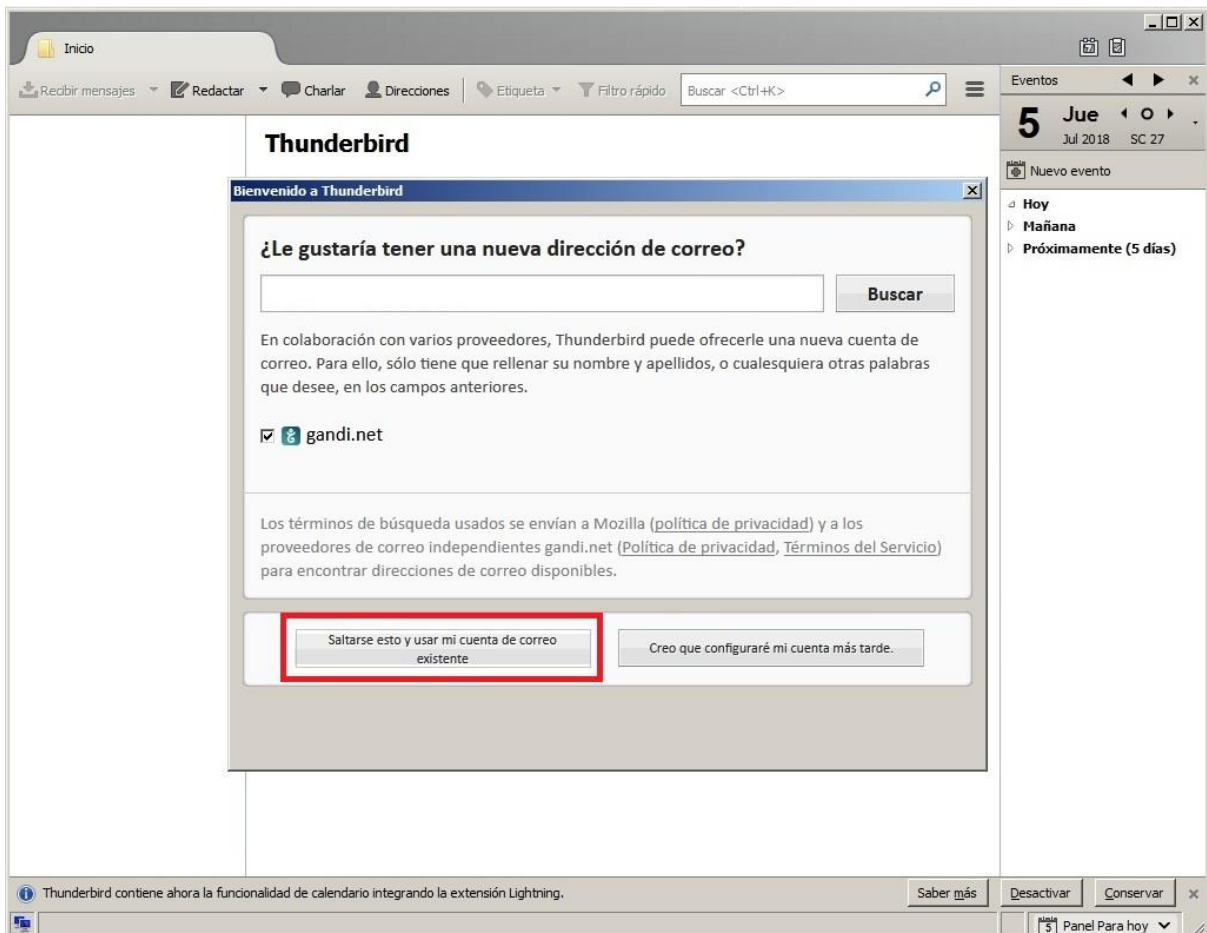 Inicio
Recibir mensajes Redactar Charlar Direcciones Etiqueta Filtro rápido Buscar <Ctrl+K>
Eventos
5 Jue
Jul 2018 SC 27
Nuevo evento
Hoy
Mañana
Próximamente (5 días)
Thunderbird
Bienvenido a Thunderbird
¿Le gustaría tener una nueva dirección de correo?
Buscar
En colaboración con varios proveedores, Thunderbird puede ofrecerle una nueva cuenta de
correo. Para ello, sólo tiene que rellenar su nombre y apellidos, o cualesquiera otras palabras
que desee, en los campos anteriores.
gandi.net
Los términos de búsqueda usados se envían a Mozilla (política de privacidad) y a los
proveedores de correo independientes gandi.net (Política de privacidad, Términos del Servicio)
para encontrar direcciones de correo disponibles.
Saltarse esto y usar mi cuenta de correo
existente
Creo que configuraré mi cuenta más tarde.
Thunderbird contiene ahora la funcionalidad de calendario integrando la extensión Lightning. Saber más Desactivar Conservar
5 Panel Para hoy